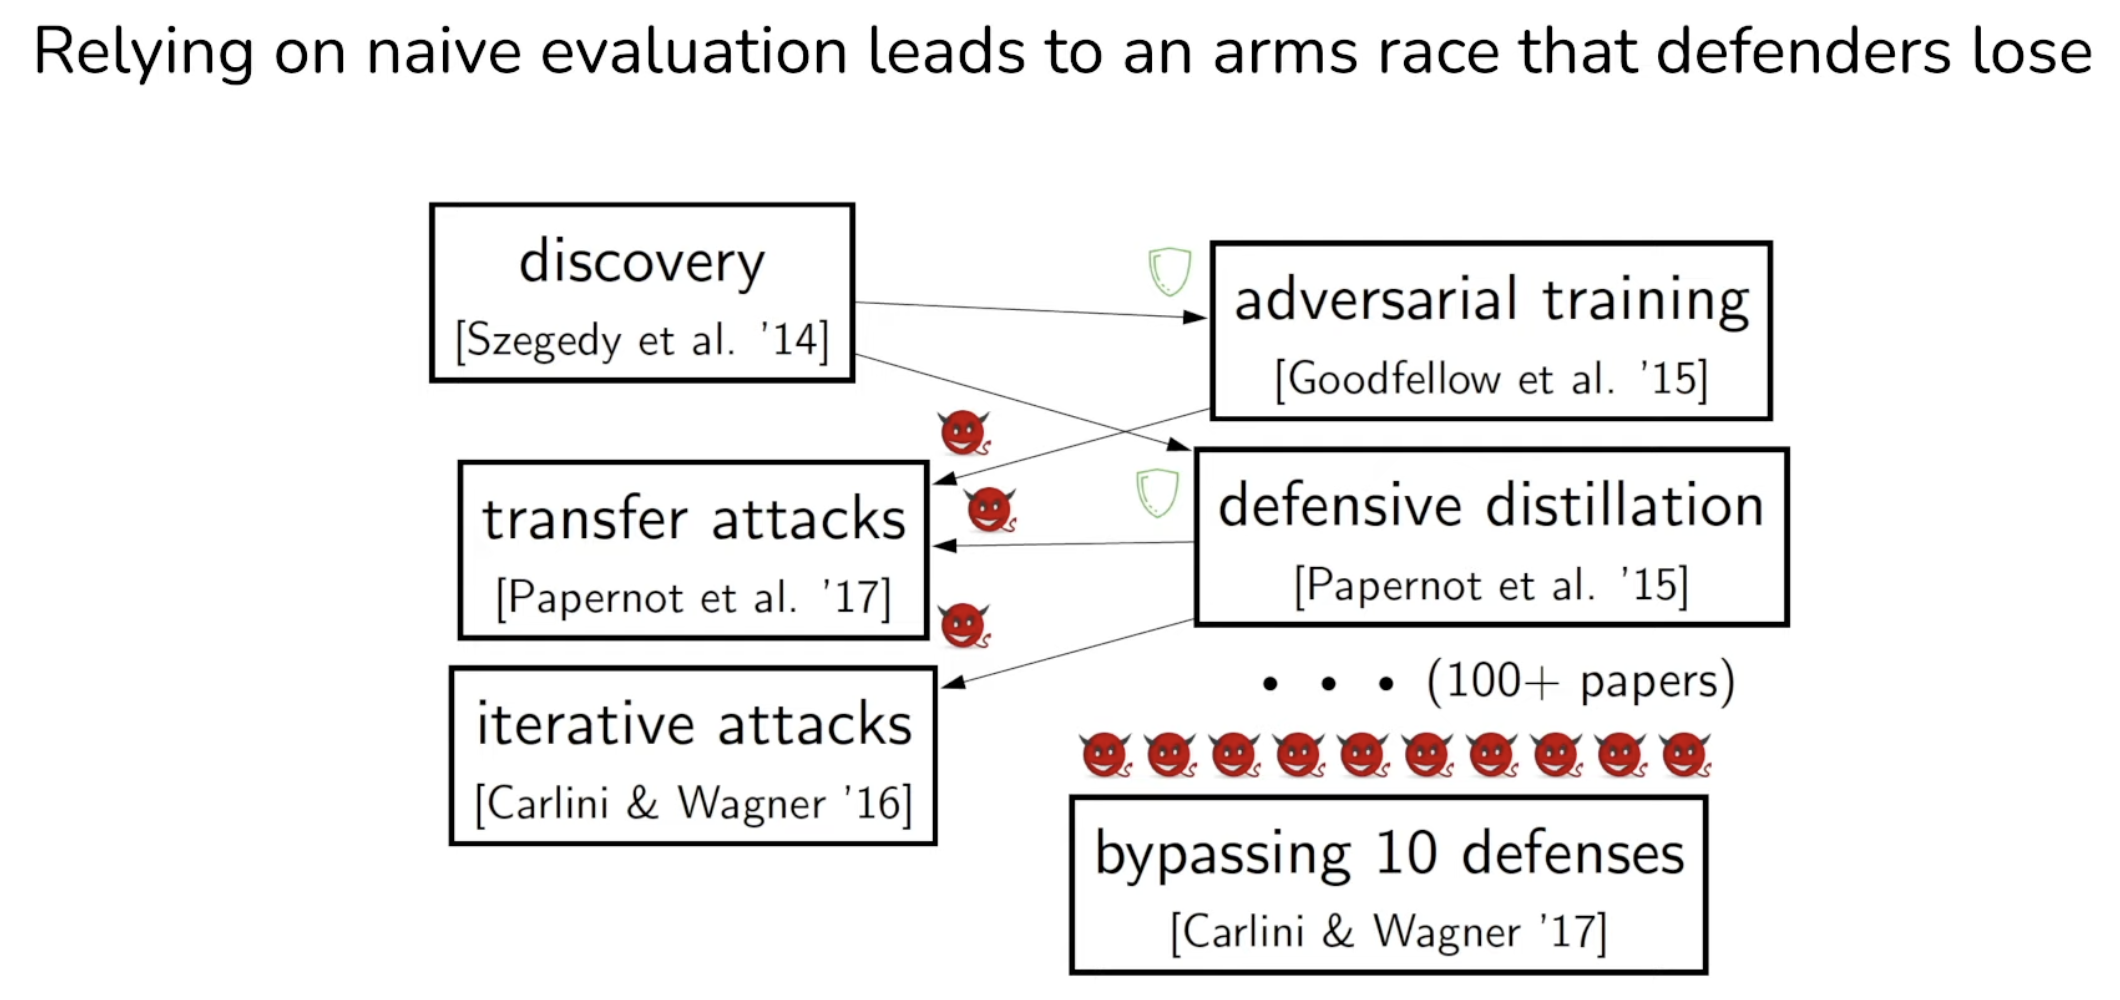 Relying on naive evaluation leads to an arms race that defenders lose
discovery
[Szegedy et al. '14]
adversarial training
[Goodfellow et al. '15]
transfer attacks
[Papernot et al. '17]
defensive distillation
[Papernot et al. '15]
iterative attacks
[Carlini & Wagner '16]
• • • (100+ papers)
bypassing 10 defenses
[Carlini & Wagner '17]